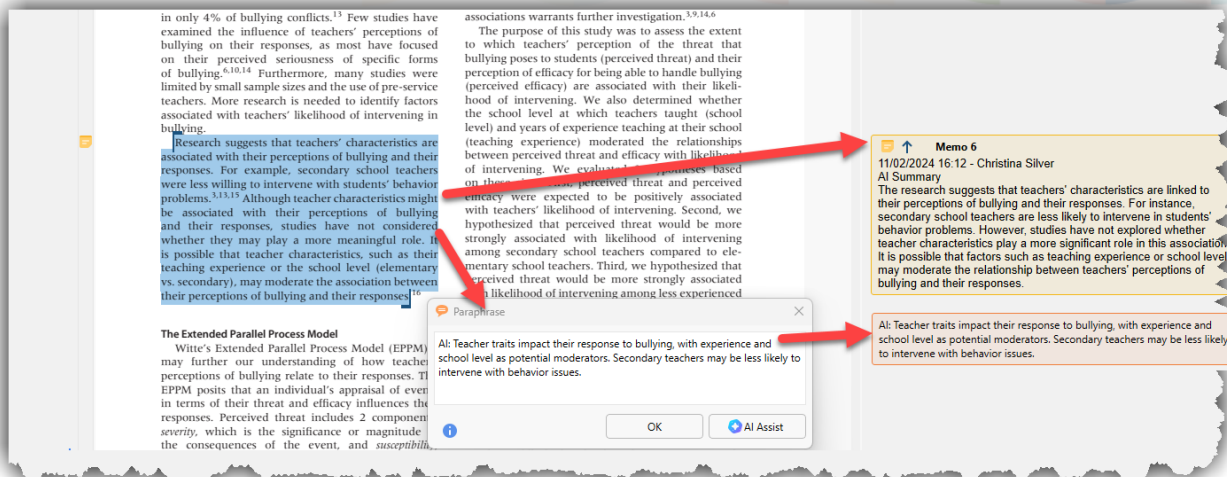 in only 4% of bullying conflicts.13 Few studies have
examined the influence of teachers' perceptions of
bullying on their responses, as most have focused
on their perceived seriousness of specific forms
of bullying.6,10,14 Furthermore, many studies were
limited by small sample sizes and the use of pre-service
teachers. More research is needed to identify factors
associated with teachers' likelihood of intervening in
bullying.
Research suggests that teachers' characteristics are
associated with their perceptions of bullying and their
responses. For example, secondary school teachers
were less willing to intervene with students' behavior
problems.3,13,15 Although teacher characteristics might
be associated with their perceptions of bullying
and their responses, studies have not considered
whether they may play a more meaningful role. It
is possible that teacher characteristics, such as their
teaching experience or the school level (elementary
vs. secondary), may moderate the association between
their perceptions of bullying and their responses.16
The Extended Parallel Process Model
Witte's Extended Parallel Process Model (EPPM)
may further our understanding of how
perceptions of bullying relate to their responses.
EPPM posits that an individual's appraisal of
in terms of their threat and efficacy influences
responses. Perceived threat includes 2
severity, which is the significance or magnitude
the consequences of the event, and
associations warrants further investigation.3,9,14,6
The purpose of this study was to assess the extent
to which teachers' perception of the threat that
bullying poses to students (perceived threat) and their
perception of efficacy for being able to handle bullying
(perceived efficacy) are associated with their likeli-
hood of intervening. We also determined whether
the school level at which teachers taught (school
level) and years of experience teaching at their school
(teaching experience) moderated the relationships
between perceived threat and efficacy with likelihood
of intervening. We evaluated hypotheses based
on perceived threat and perceived
efficacy were expected to be positively associated
with teachers' likelihood of intervening. Second, we
hypothesized that perceived threat would be more
strongly associated with likelihood of intervening
among secondary school teachers compared to ele-
mentary school teachers. Third, we hypothesized that
perceived threat would be more strongly associated
likelihood of intervening among less experienced
Paraphrase
AI: Teacher traits impact their response to bullying, with experience and
school level as potential moderators. Secondary teachers may be less likely to
intervene with behavior issues.
OK
AI Assist
Memo 6
11/02/2024 16:12 - Christina Silver
AI Summary
The research suggests that teachers' characteristics are linked to
their perceptions of bullying and their responses. For instance,
secondary school teachers are less likely to intervene in students'
behavior problems. However, studies have not explored whether
teacher characteristics play a more significant role in this association
It is possible that factors such as teaching experience or school level
may moderate the relationship between teachers' perceptions of
bullying and their responses.
AI: Teacher traits impact their response to bullying, with experience and
school level as potential moderators. Secondary teachers may be less likely
to intervene with behavior issues.